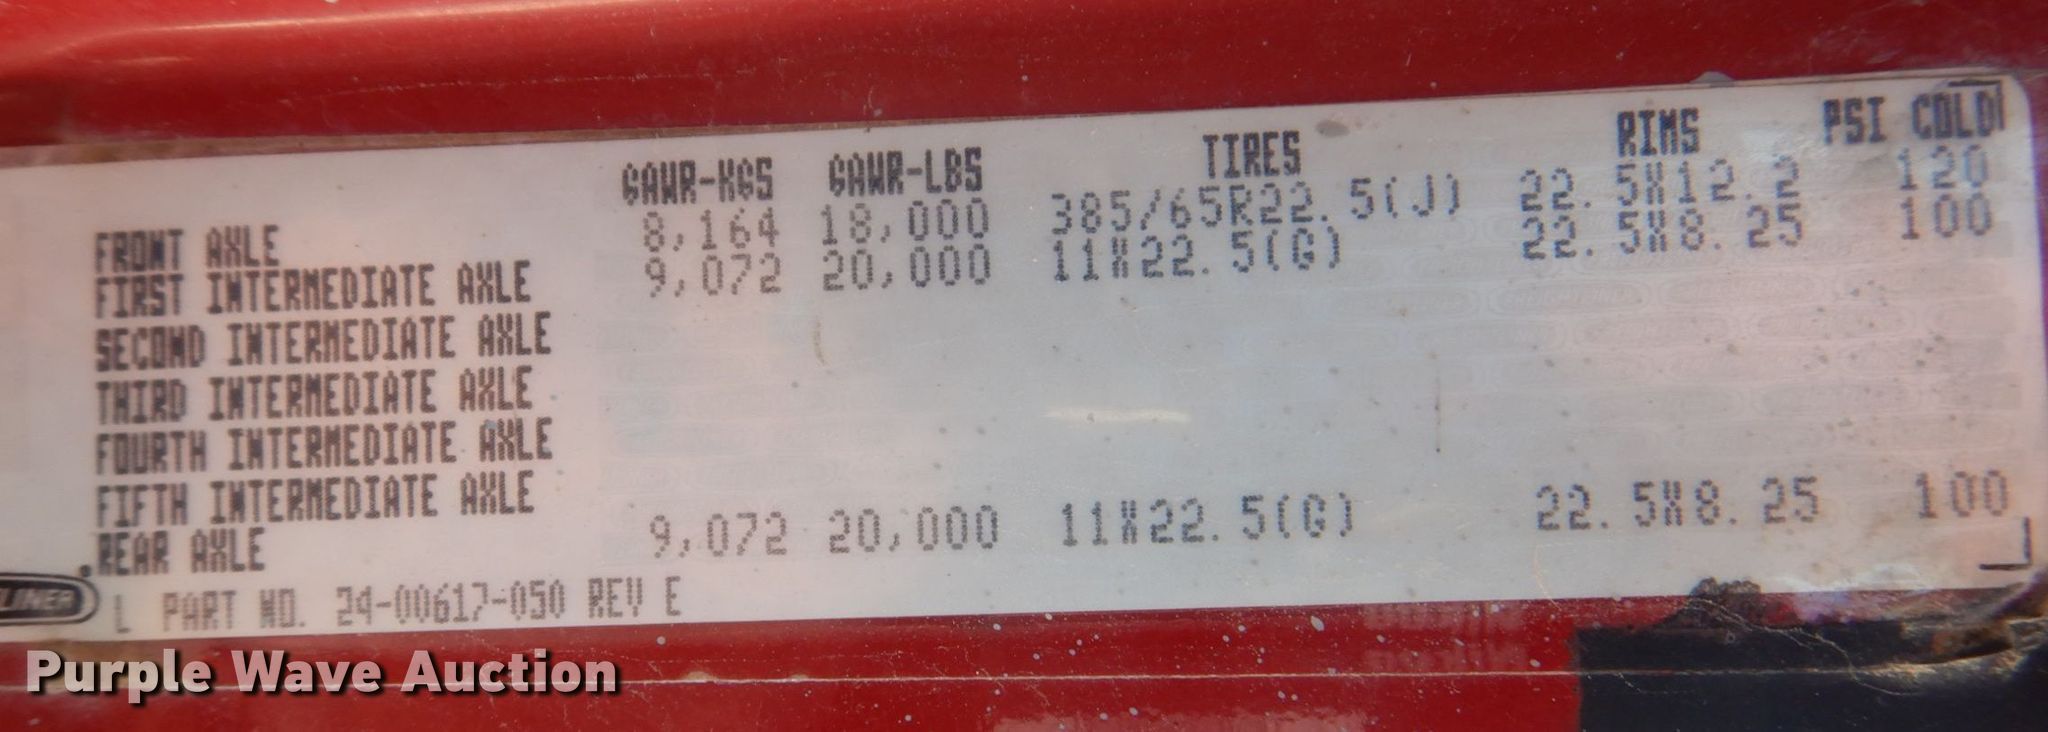 GAWR-KGS GAWR-LBS TIRES RIMS PSI COLD
FRONT AXLE 8,164 18,000 385/65R22.5(J) 22.5X12.2 120
FIRST INTERMEDIATE AXLE 9,072 20,000 11X22.5(G) 22.5X8.25 100
SECOND INTERMEDIATE AXLE
THIRD INTERMEDIATE AXLE
FOURTH INTERMEDIATE AXLE
FIFTH INTERMEDIATE AXLE
REAR AXLE 9,072 20,000 11X22.5(G) 22.5X8.25 100
LINER L PART NO. 24-00617-050 REV E
Purple Wave Auction